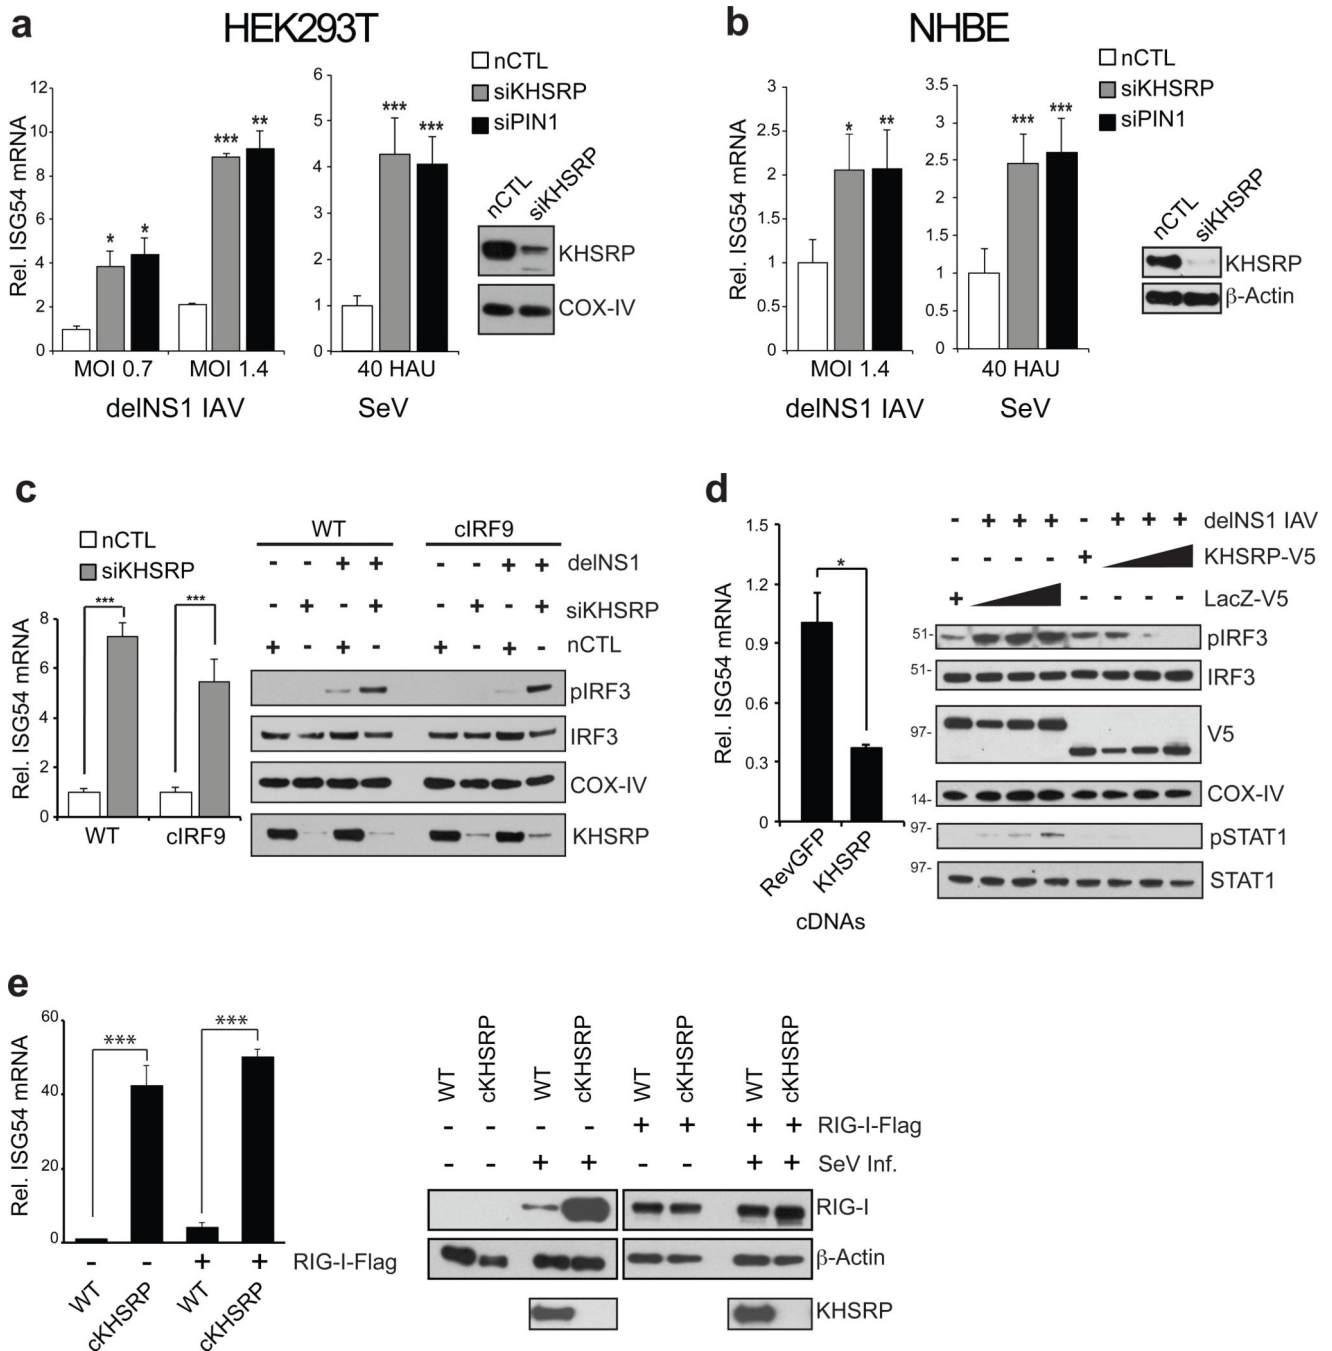 a
HEK293T
nCTL
siKHSRP
siPIN1
Rel. ISG54 mRNA
12
10
8
6
4
2
0
* * *** **
MOI 0.7 MOI 1.4
delNS1 IAV
6
5
4
3
2
1
0
*** ***
40 HAU
SeV
nCTL siKHSRP
KHSRP
COX-IV
b
NHBE
nCTL
siKHSRP
siPIN1
Rel. ISG54 mRNA
3
2.5
2
1.5
1
0.5
0
* **
MOI 1.4
delNS1 IAV
3.5
3
2.5
2
1.5
1
0.5
0
*** ***
40 HAU
SeV
nCTL siKHSRP
KHSRP
β-Actin
c
nCTL
siKHSRP
Rel. ISG54 mRNA
8
6
4
2
0
*** ***
WT cIRF9
WT cIRF9
- - + + - - + + delNS1
- + - + - + - + siKHSRP
+ - + - + - + - nCTL
pIRF3
IRF3
COX-IV
KHSRP
d
Rel. ISG54 mRNA
1.5
1.2
0.9
0.6
0.3
0
*
RevGFP KHSRP
cDNAs
- + + + - + + + delNS1 IAV
- - - - + KHSRP-V5
+ - - - - LacZ-V5
51- pIRF3
51- IRF3
97- V5
14- COX-IV
97- pSTAT1
97- STAT1
e
Rel. ISG54 mRNA
60
40
20
0
*** ***
- - + + RIG-I-Flag
WT cKHSRP WT cKHSRP
WT cKHSRP WT cKHSRP WT cKHSRP WT cKHSRP
- - - - + + + + RIG-I-Flag
- - + + - - + + SeV Inf.
RIG-I
β-Actin
KHSRP